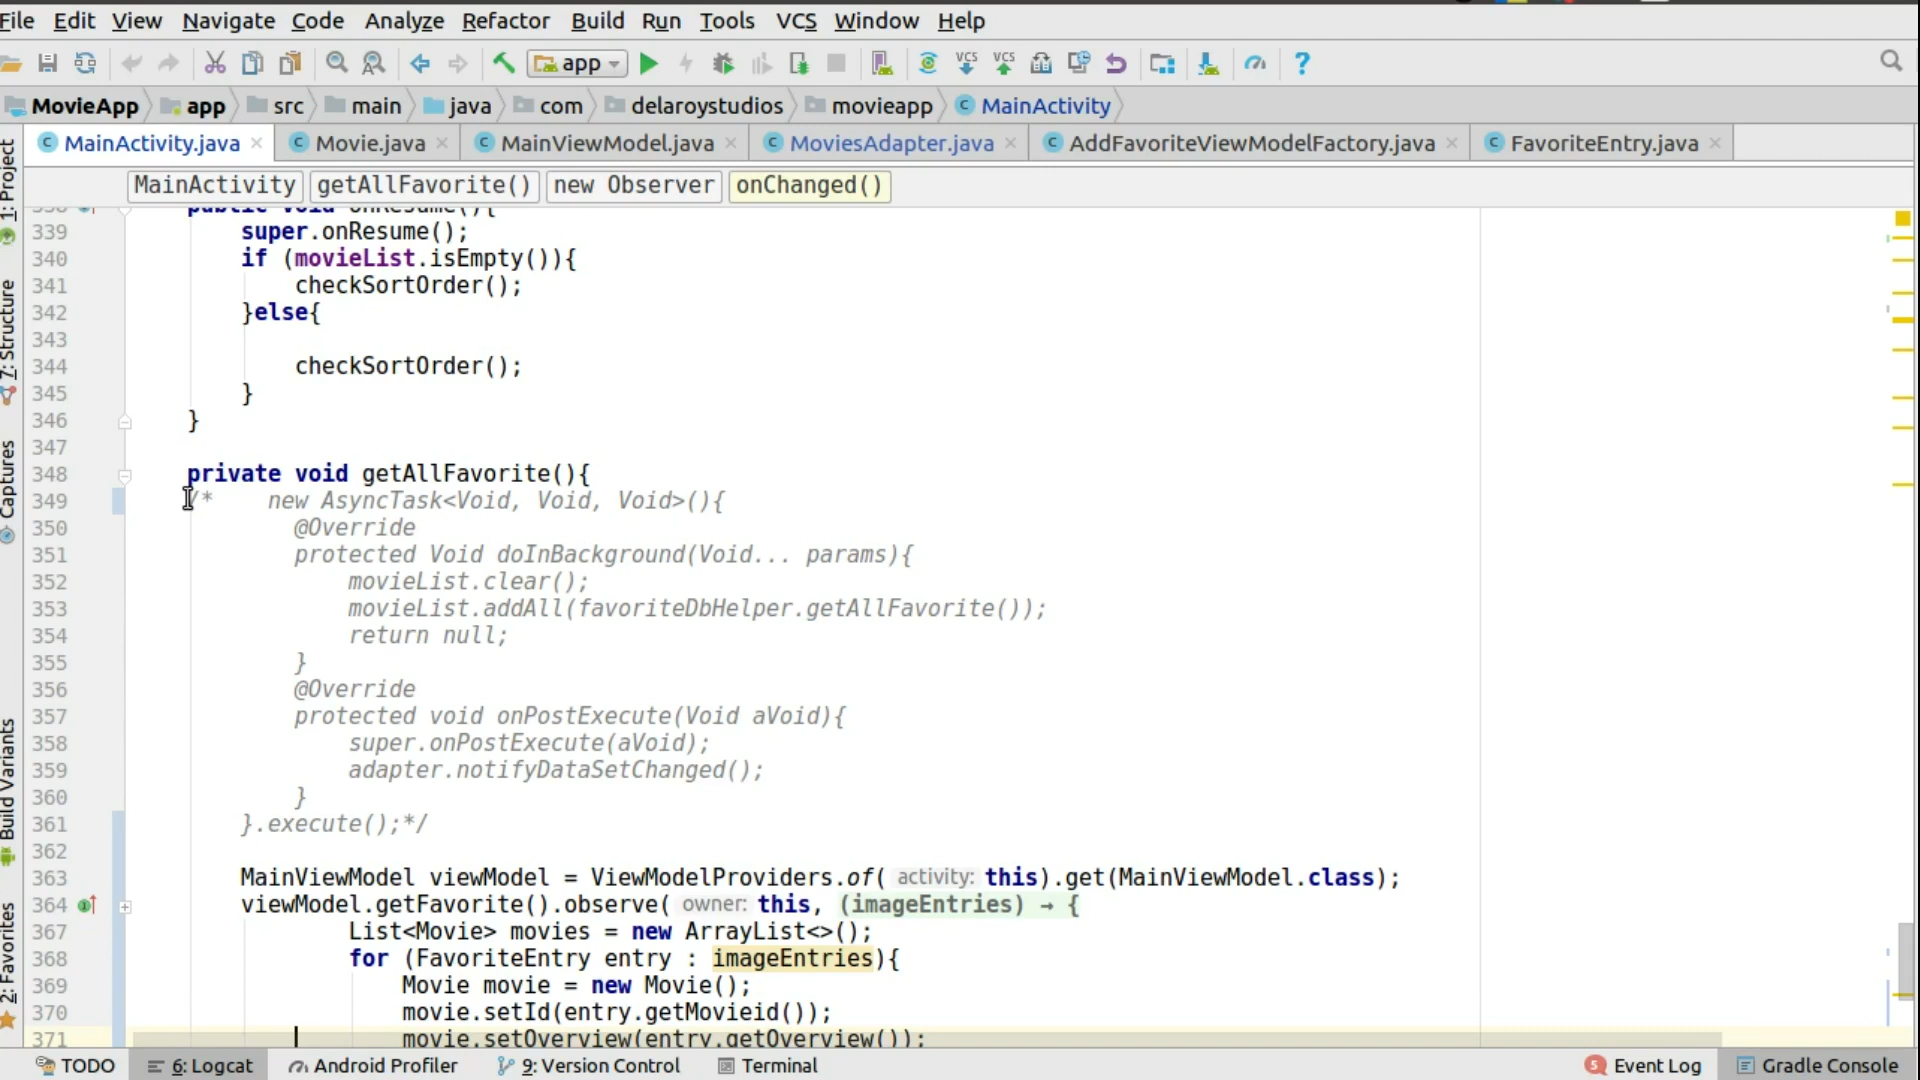 File Edit View Navigate Code Analyze Refactor Build Run Tools VCS Window Help
app VCS VCS ?
MovieApp app src main java com delaroystudios movieapp MainActivity
MainActivity.java Movie.java MainViewModel.java MoviesAdapter.java AddFavoriteViewModelFactory.java FavoriteEntry.java
MainActivity getAllFavorite() new Observer onChanged()
338 public void onResume(){
339 super.onResume();
340 if (movieList.isEmpty()){
341 checkSortOrder();
342 }else{
343
344 checkSortOrder();
345 }
346 }
347
348 private void getAllFavorite(){
349 /* new AsyncTask<Void, Void, Void>(){
350 @Override
351 protected Void doInBackground(Void... params){
352 movieList.clear();
353 movieList.addAll(favoriteDbHelper.getAllFavorite());
354 return null;
355 }
356 @Override
357 protected void onPostExecute(Void aVoid){
358 super.onPostExecute(aVoid);
359 adapter.notifyDataSetChanged();
360 }
361 }.execute();*/
362
363 MainViewModel viewModel = ViewModelProviders.of( activity: this).get(MainViewModel.class);
364 viewModel.getFavorite().observe( owner: this, (imageEntries) → {
367 List<Movie> movies = new ArrayList<>();
368 for (FavoriteEntry entry : imageEntries){
369 Movie movie = new Movie();
370 movie.setId(entry.getMovieid());
371 movie.setOverview(entry.getOverview());
1: Project
7: Structure
Captures
Build Variants
2: Favorites
TODO 6: Logcat Android Profiler 9: Version Control Terminal 5 Event Log Gradle Console